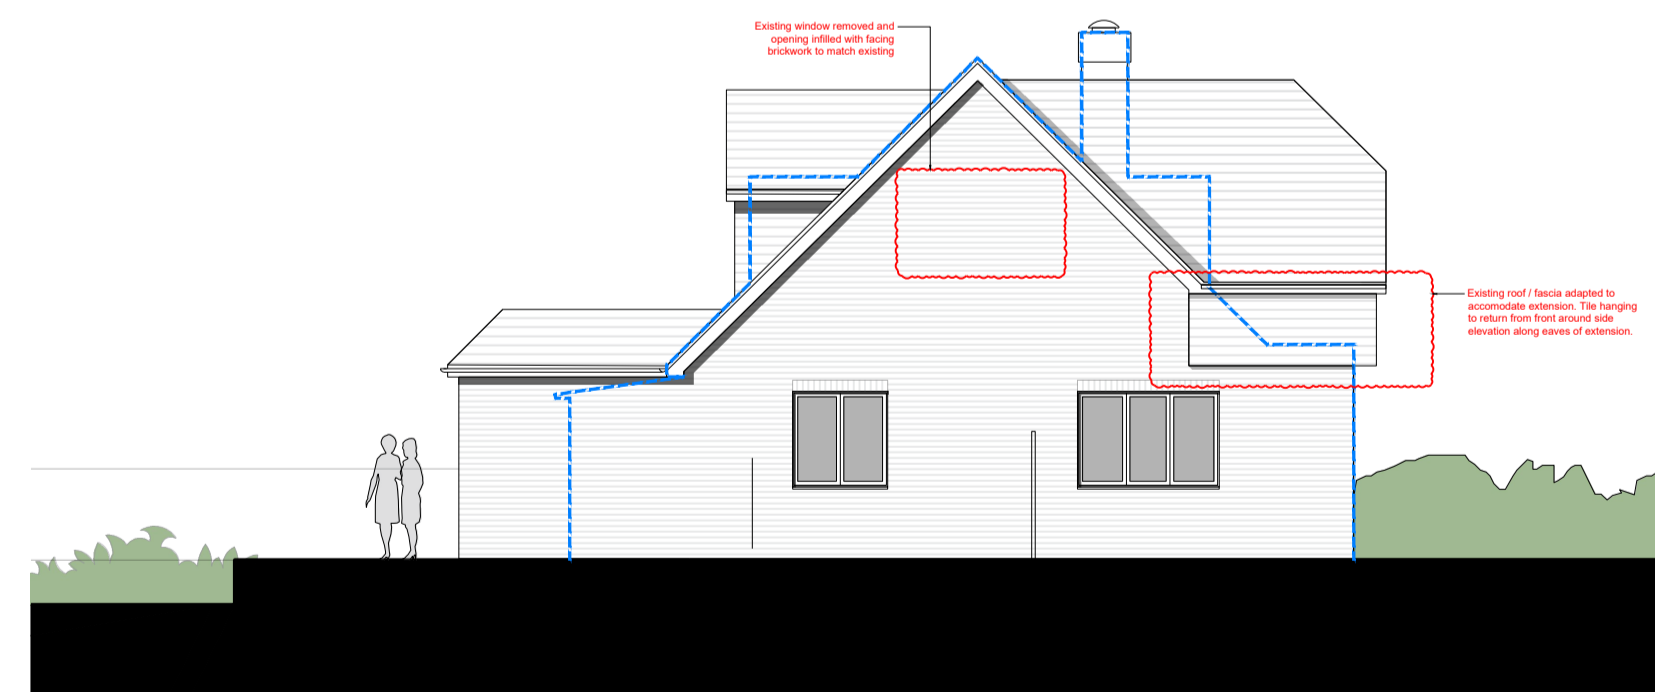 Existing window removed and
opening infilled with facing
brickwork to match existing
Existing roof / fascia adapted to
accomodate extension. Tile hanging
to return from front around side
elevation along eaves of extension.